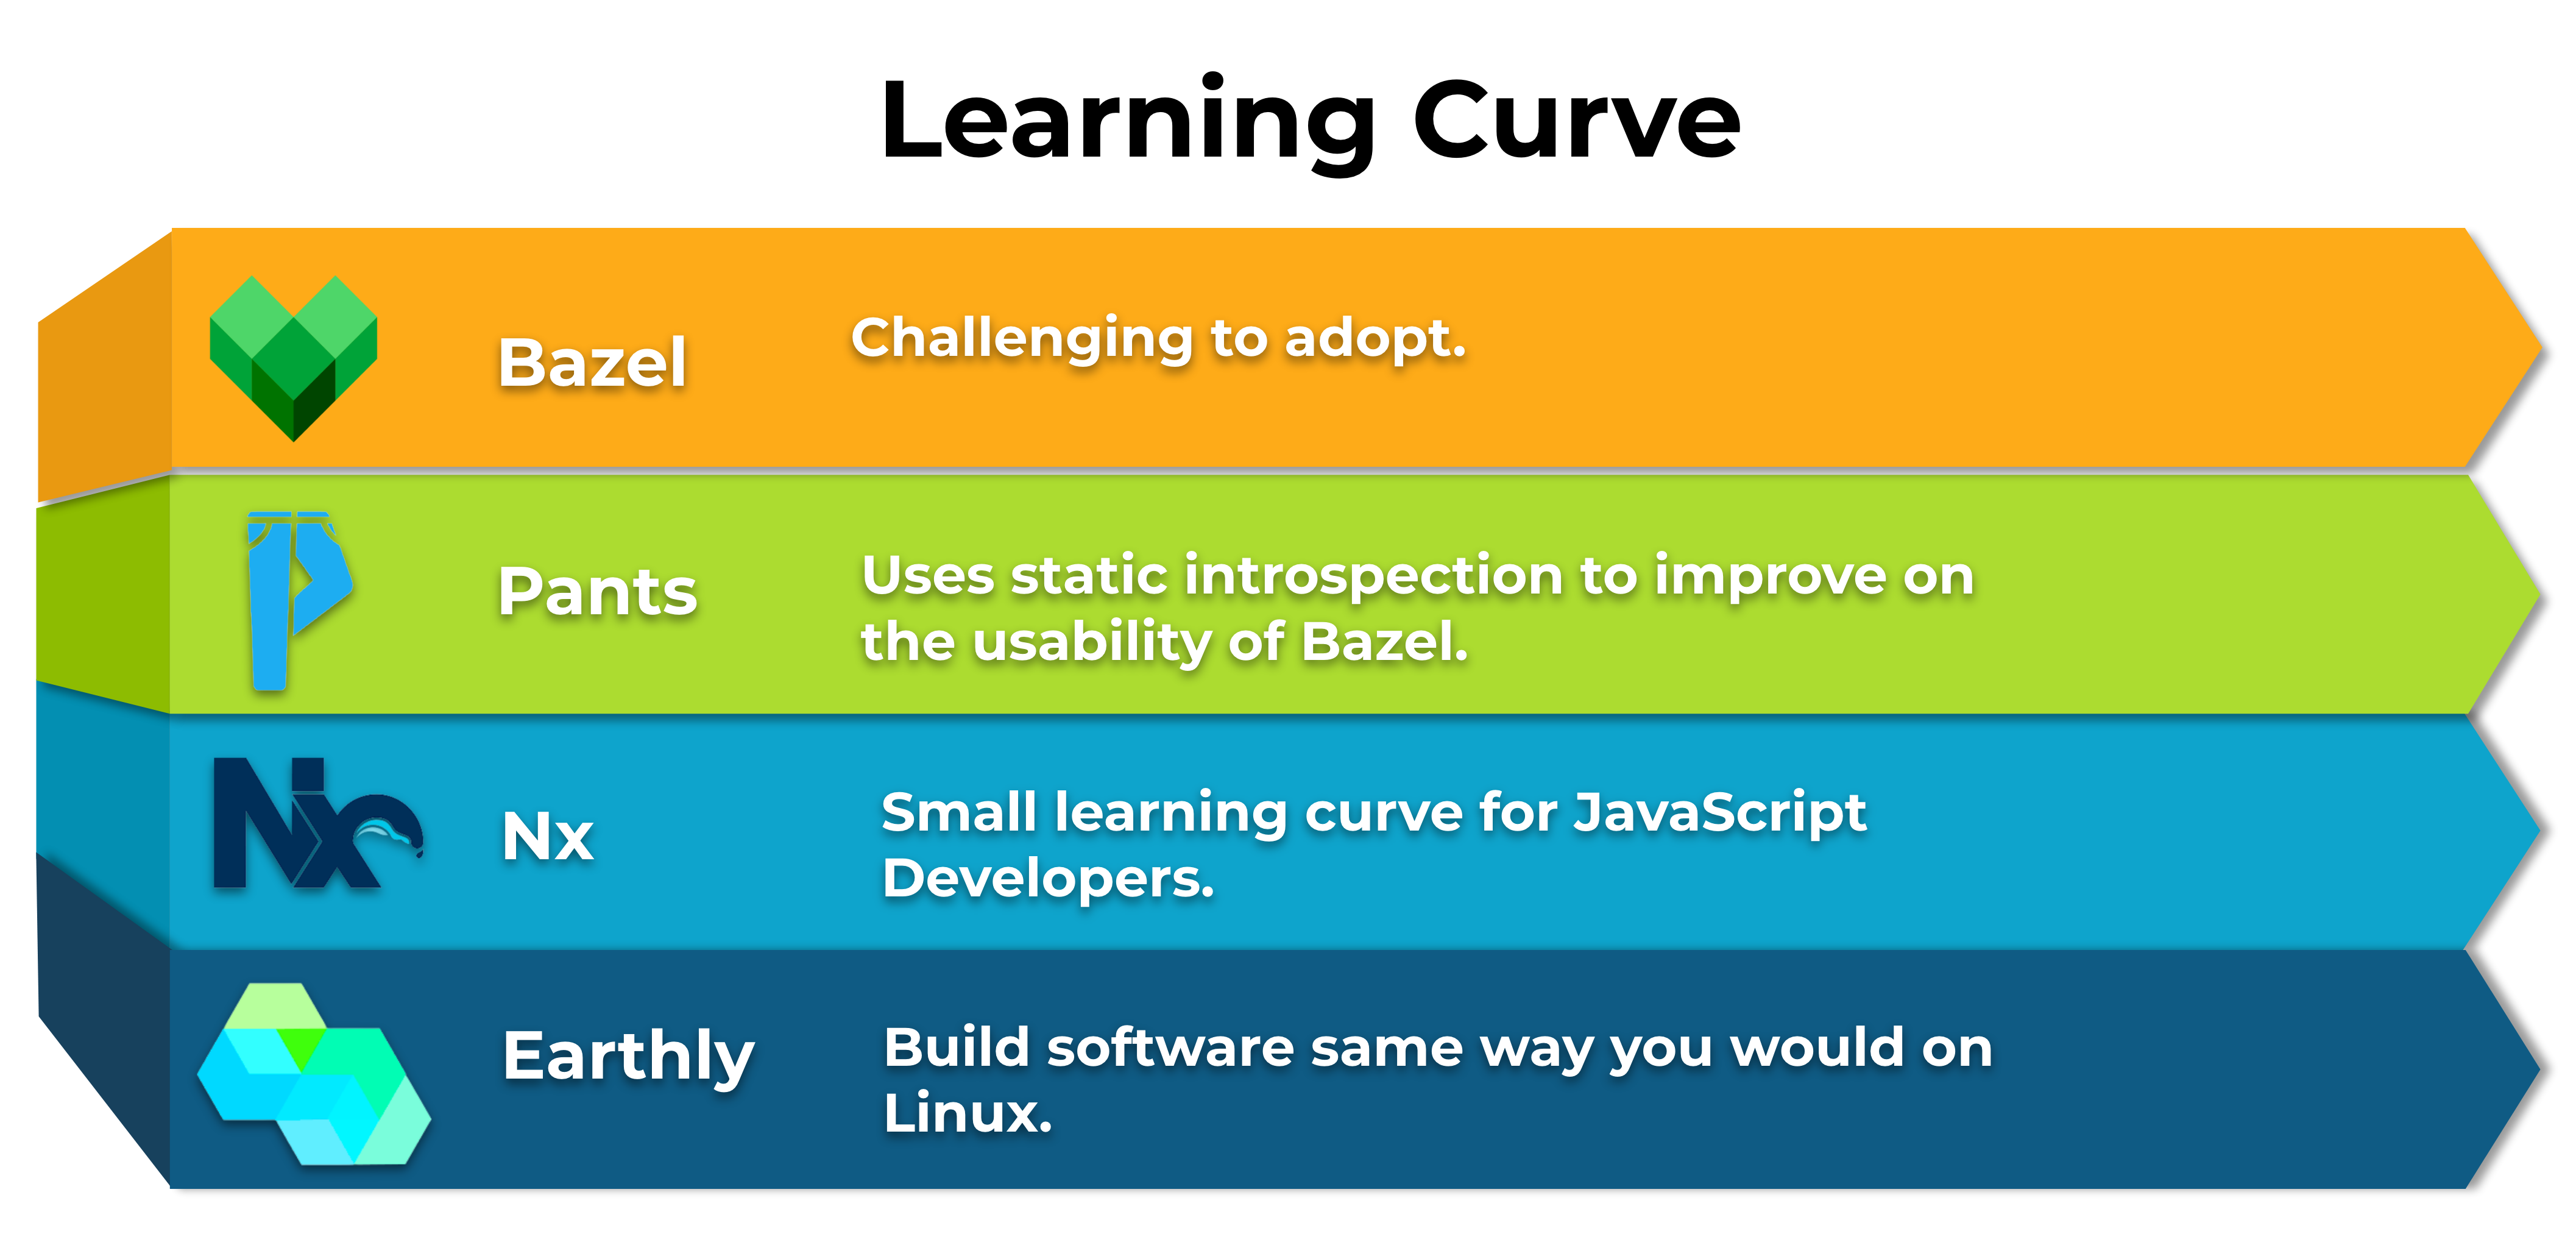 Learning Curve
Bazel
Challenging to adopt.
Pants
Uses static introspection to improve on
the usability of Bazel.
Nx
Nx
Small learning curve for JavaScript
Developers.
Earthly
Build software same way you would on
Linux.